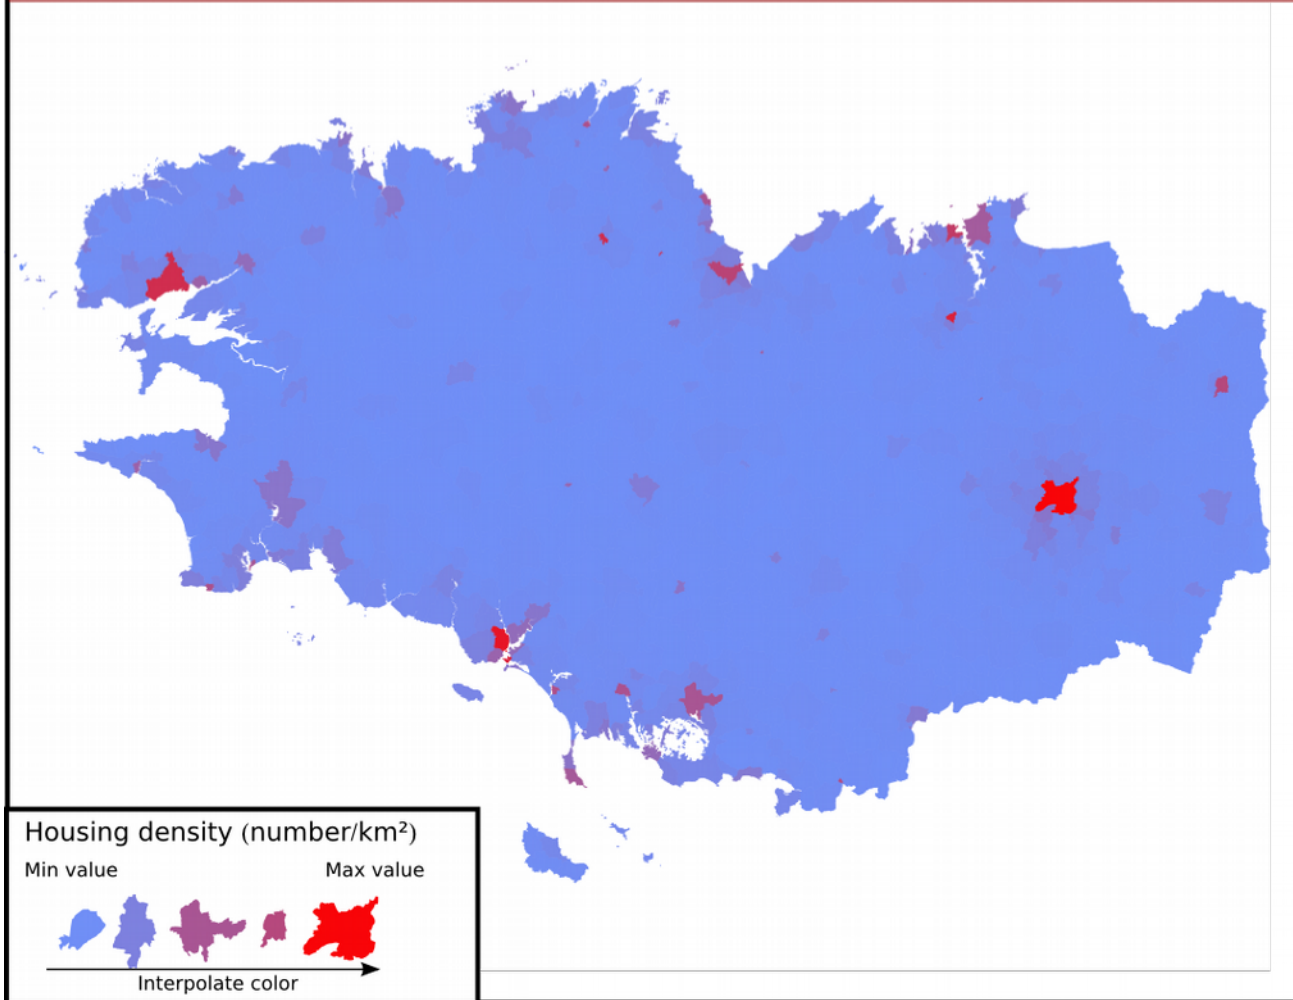 Housing density (number/km²)
Min value Max value
Interpolate color